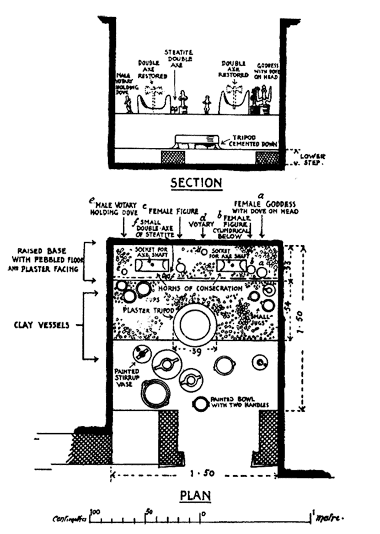 STEATITE
DOUBLE
AXE
DOUBLE
AXE
RESTORED
DOUBLE
AXE
RESTORED
GODDESS
WITH DOVE
ON HEAD
MALE
VOTARY
HOLDING
DOVE
TRIPOD
CEMENTED DOWN
LOWER
STEP.
SECTION
e MALE VOTARY
HOLDING DOVE
c FEMALE FIGURE
f SMALL
DOUBLE-AXE
OF STEATITE
d
VOTARY
b
FEMALE
FIGURE
CYLINDRICAL
BELOW
a
FEMALE GODDESS
WITH DOVE ON HEAD
RAISED BASE
WITH PEBBLED FLOOR
AND PLASTER FACING
SOCKET
FOR AXE SHAFT
SOCKET
FOR AXE SHAFT
HORNS OF CONSECRATION
CUPS
PLASTER TRIPOD
SMALL
JUGS
CLAY VESSELS
·59
1·50
PAINTED
STIRRUP
VASE
PAINTED BOWL
WITH TWO HANDLES
1·50
PLAN
100 50 0 1 metre.